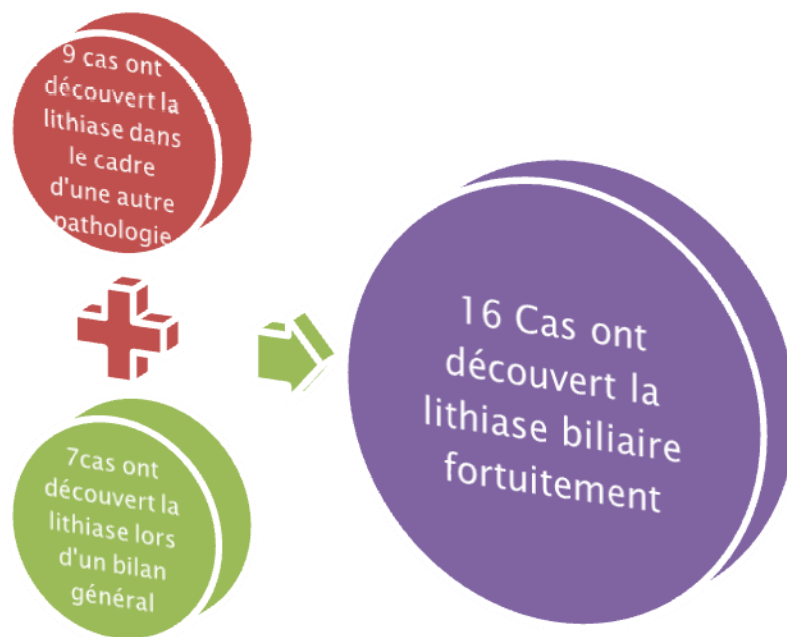 9 cas ont
découvert la
lithiase dans
le cadre
d'une autre
pathologie
7cas ont
découvert la
lithiase lors
d'un bilan
général
16 Cas ont
découvert la
lithiase biliaire
fortuitement